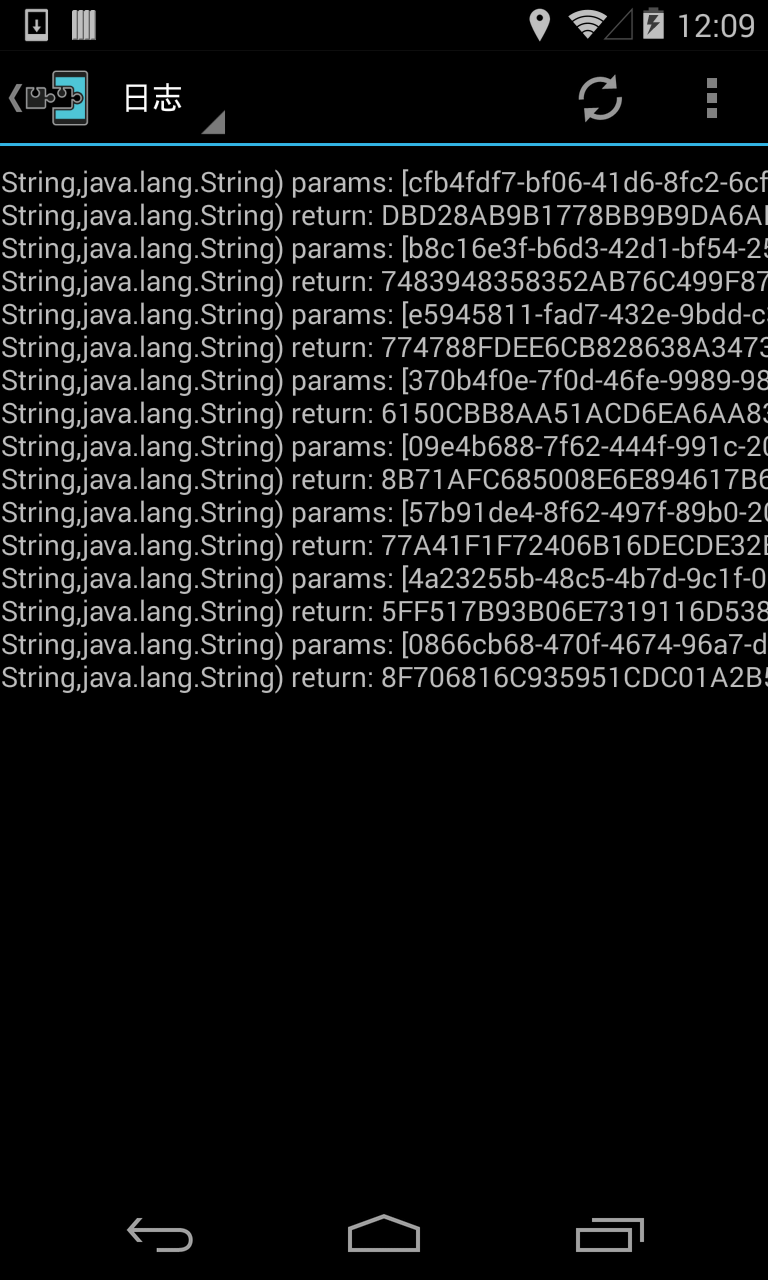 12:09
日志
String,java.lang.String) params: [cfb4fdf7-bf06-41d6-8fc2-6cf
String,java.lang.String) return: DBD28AB9B1778BB9B9DA6A
String,java.lang.String) params: [b8c16e3f-b6d3-42d1-bf54-25
String,java.lang.String) return: 7483948358352AB76C499F87
String,java.lang.String) params: [e5945811-fad7-432e-9bdd-c
String,java.lang.String) return: 774788FDEE6CB828638A3473
String,java.lang.String) params: [370b4f0e-7f0d-46fe-9989-98
String,java.lang.String) return: 6150CBB8AA51ACD6EA6AA83
String,java.lang.String) params: [09e4b688-7f62-444f-991c-20
String,java.lang.String) return: 8B71AFC685008E6E894617B6
String,java.lang.String) params: [57b91de4-8f62-497f-89b0-20
String,java.lang.String) return: 77A41F1F72406B16DECDE32
String,java.lang.String) params: [4a23255b-48c5-4b7d-9c1f-0
String,java.lang.String) return: 5FF517B93B06E7319116D538
String,java.lang.String) params: [0866cb68-470f-4674-96a7-d
String,java.lang.String) return: 8F706816C935951CDC01A2B5